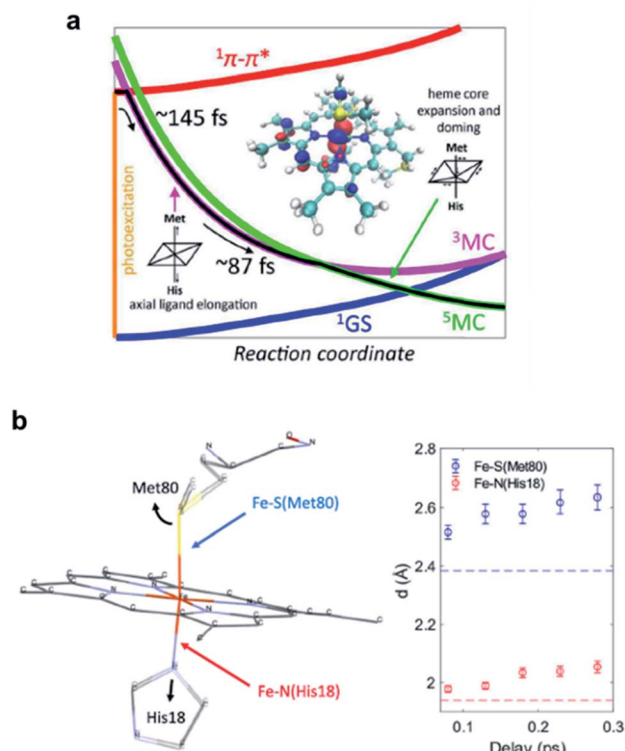 a
¹π-π*
~145 fs
heme core
expansion and
doming
Met
His
photoexcitation
Met
His
axial ligand elongation
~87 fs
³MC
¹GS
⁵MC
Reaction coordinate
b
Met80
Fe-S(Met80)
Fe-N(His18)
His18
N
O
N
N
N
N
2.8
2.6
2.4
2.2
2
d (Å)
Fe-S(Met80)
Fe-N(His18)
0.1
0.2
0.3
Delay (ps)